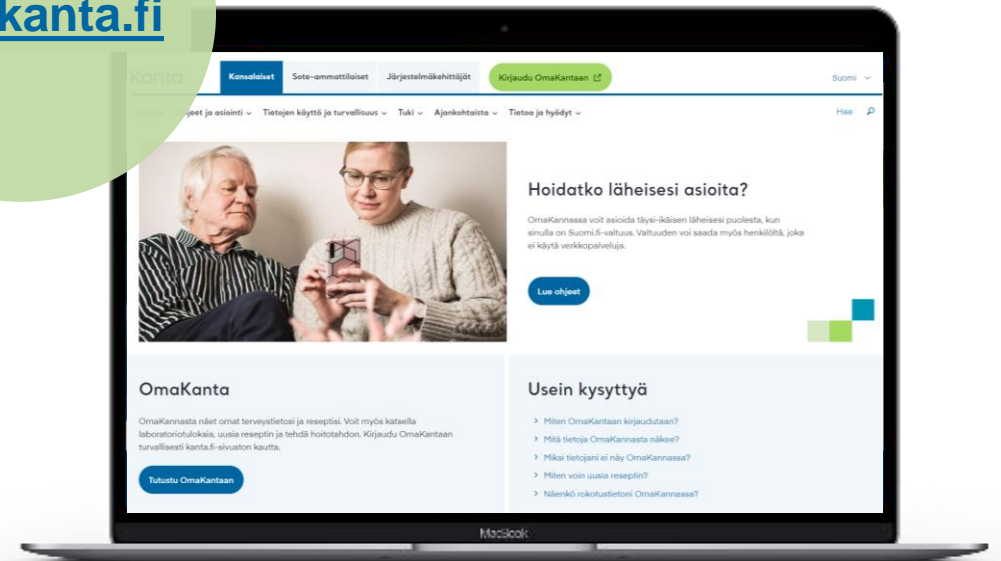 kanta.fi
Kanta
Kansalaiset
Sote-ammattilaiset
Järjestelmäkehittäjät
Kirjaudu OmaKantaan
Suomi
ja asiointi
Tietojen käyttö ja turvallisuus
Tuki
Ajankohtaista
Tietoa ja hyödyt
Hae
Hoidatko läheisesi asioita?
OmaKannassa voit asioida täysi-ikäisen läheisesi puolesta, kun
sinulla on Suomi.fi-valtuus. Valtuuden voi saada myös henkilöltä, joka
ei käytä verkkopalveluja.
Lue ohjeet
OmaKanta
OmaKannasta näet omat terveystietosi ja reseptisi. Voit myös katsella
laboratoriotuloksia, uusia reseptin ja tehdä hoitotahdon. Kirjaudu OmaKantaan
turvallisesti kanta.fi-sivuston kautta.
Tutustu OmaKantaan
Usein kysyttyä
Miten OmaKantaan kirjaudutaan?
Mitä tietoja OmaKannasta näkee?
Miksi tietojani ei näy OmaKannassa?
Miten voin uusia reseptin?
Näenkö rokotustietoni OmaKannassa?
MacBook